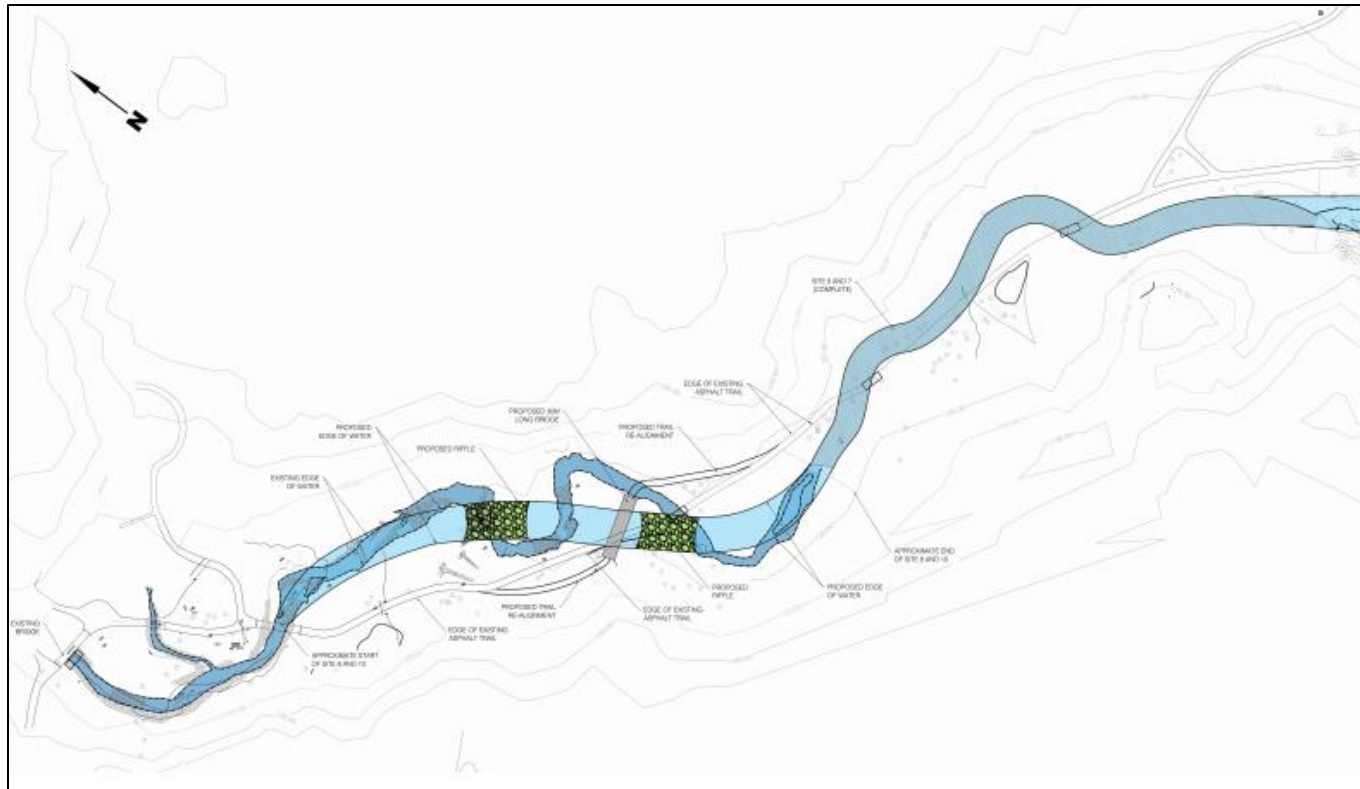 N
SITE 6 AND 7
(COMPLETE)
EDGE OF EXISTING
ASPHALT TRAIL
PROPOSED
LONG BRIDGE
PROPOSED TRAIL
RE-ALIGNMENT
PROPOSED
EDGE OF WATER
PROPOSED RIFFLE
EXISTING EDGE
OF WATER
APPROXIMATE END
OF SITE 8 AND 10
PROPOSED EDGE
OF WATER
PROPOSED
RIFFLE
EDGE OF EXISTING
ASPHALT TRAIL
PROPOSED TRAIL
RE-ALIGNMENT
EDGE OF EXISTING
ASPHALT TRAIL
EXISTING
BRIDGE
APPROXIMATE START
OF SITE 8 AND 10